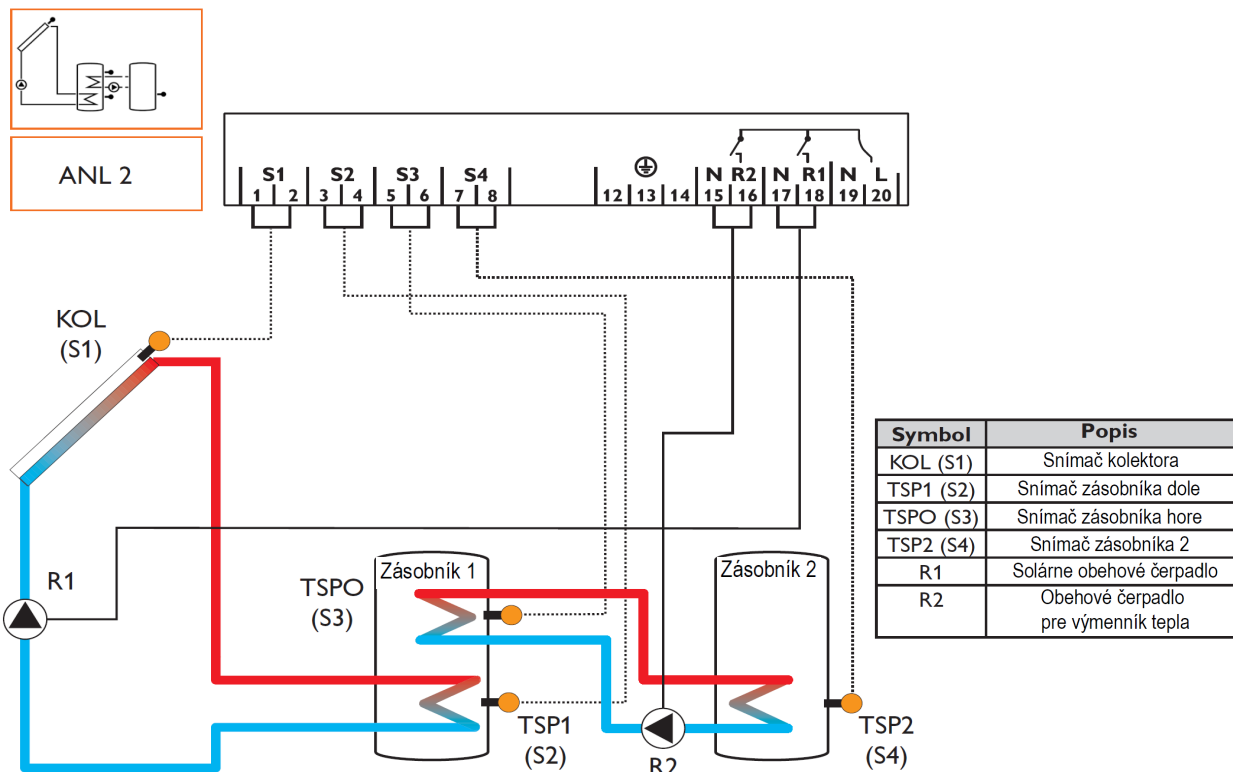 ANL 2
S1 S2 S3 S4 N R2 N R1 N L
1 2 3 4 5 6 7 8 12 13 14 15 16 17 18 19 20
KOL
(S1)
R1
TSPO
(S3)
Zásobník 1
Zásobník 2
TSP1
(S2)
R2
TSP2
(S4)
Symbol Popis
KOL (S1) Snímač kolektora
TSP1 (S2) Snímač zásobníka dole
TSPO (S3) Snímač zásobníka hore
TSP2 (S4) Snímač zásobníka 2
R1 Solárne obehové čerpadlo
R2 Obehové čerpadlo
pre výmenník tepla